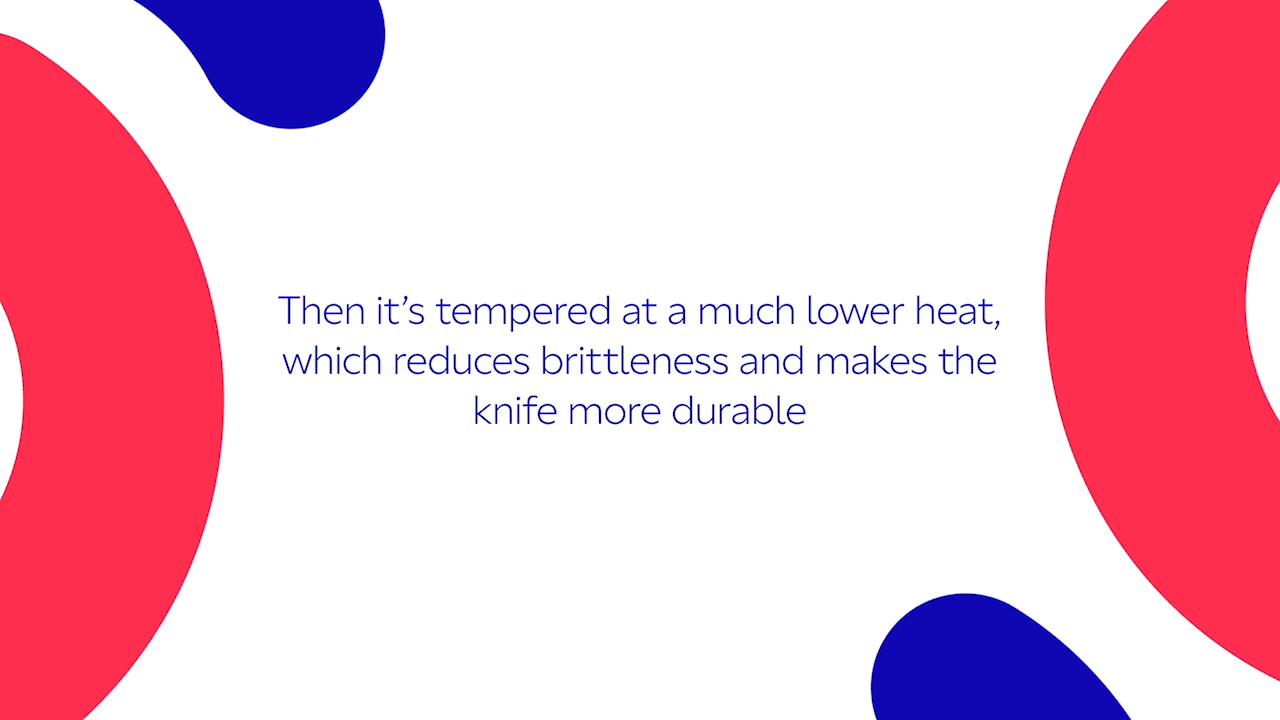 Then it’s tempered at a much lower heat,
which reduces brittleness and makes the
knife more durable